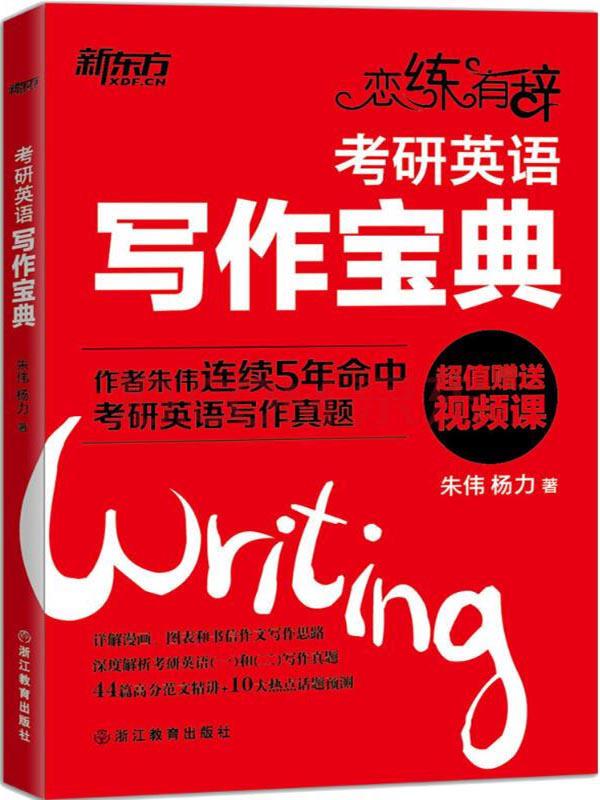 新东方
XDF.CN
恋练有辞
考研英语
写作宝典
作者朱伟连续5年命中
考研英语写作真题
超值赠送
视频课
朱伟 杨力 著
Writing
详解漫画、图表和书信作文写作思路
深度解析考研英语(一)和(二)写作真题
44篇高分范文精讲+10大热点话题预测
浙江教育出版社
新东方
考研英语
写作宝典
朱伟 杨力 著
浙江教育出版社